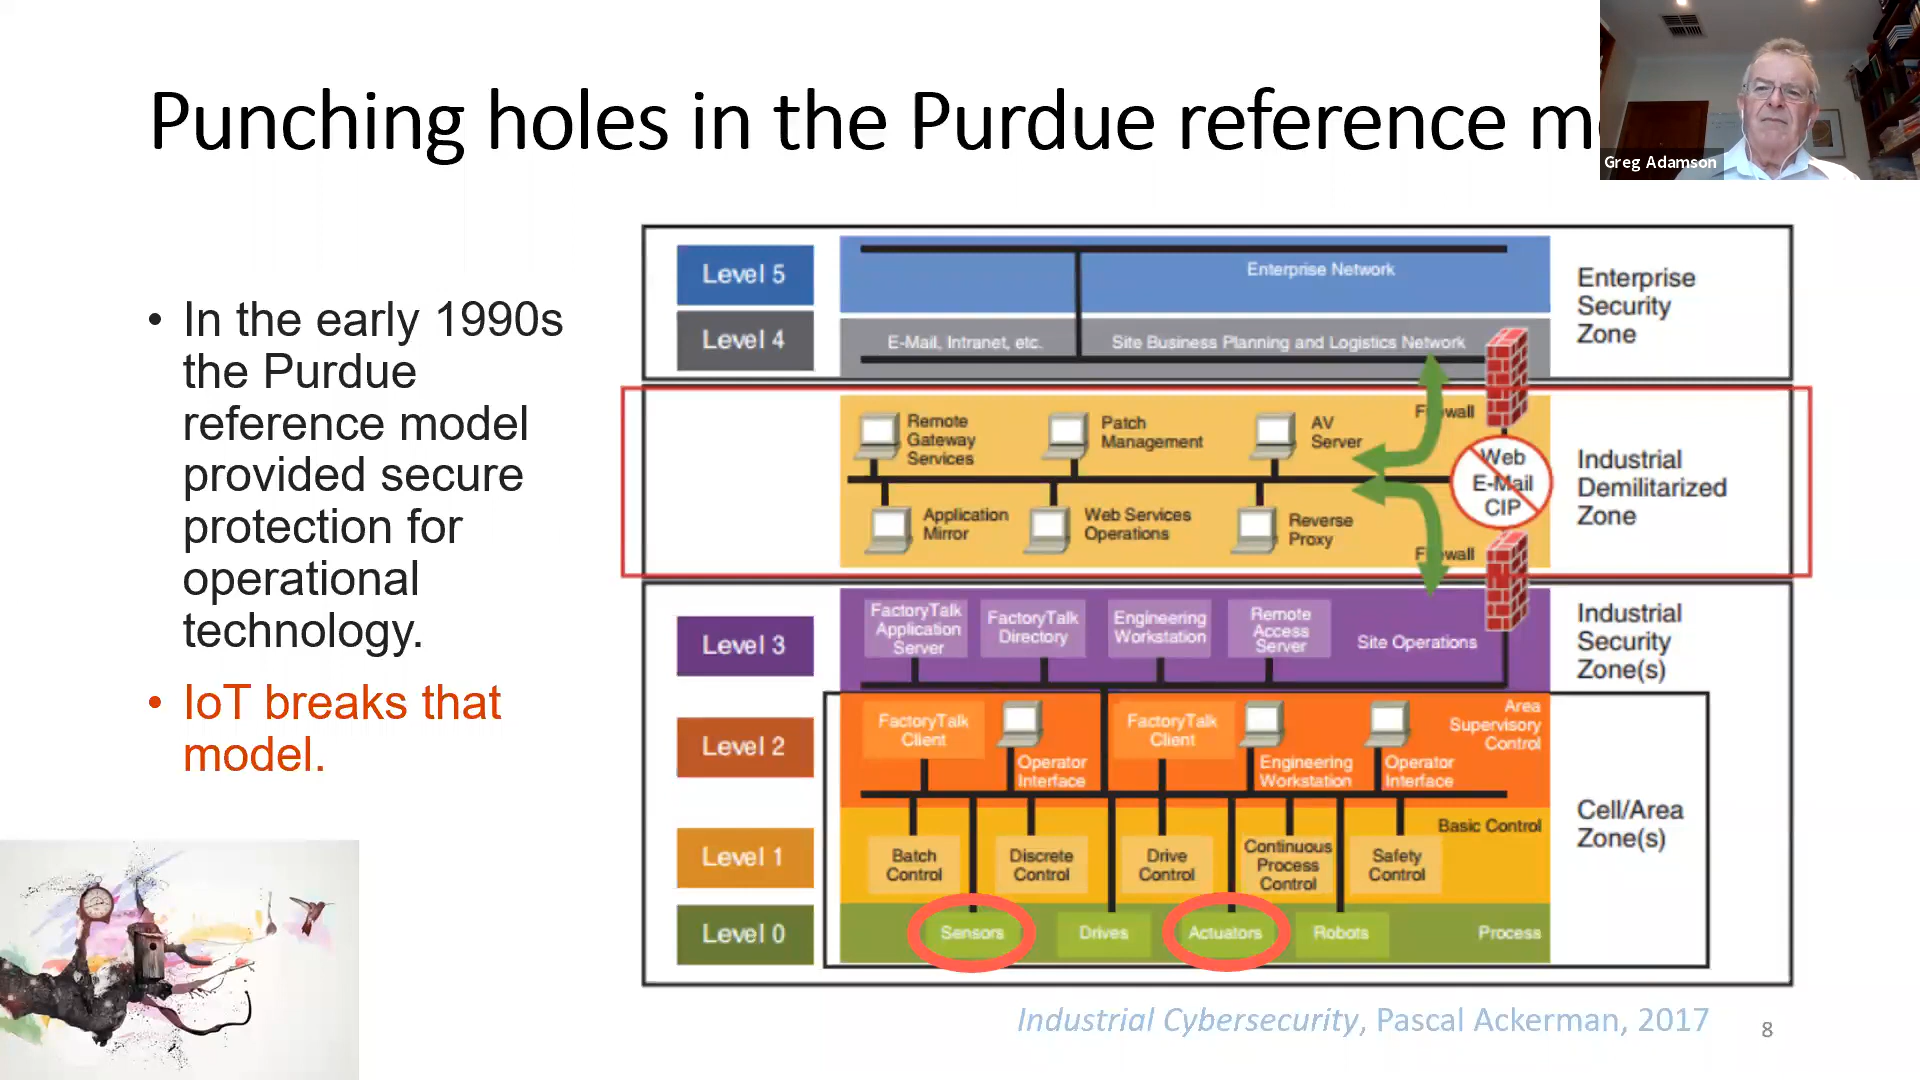 Punching holes in the Purdue reference m
Greg Adamson
• In the early 1990s
the Purdue
reference model
provided secure
protection for
operational
technology.
• IoT breaks that
model.
Level 5
Enterprise Network
Level 4
E-Mail, Intranet, etc.
Site Business Planning and Logistics Network
Enterprise
Security
Zone
Remote
Gateway
Services
Patch
Management
AV
Server
Firewall
Web
E-Mail
CIP
Application
Mirror
Web Services
Operations
Reverse
Proxy
Firewall
Industrial
Demilitarized
Zone
Level 3
FactoryTalk
Application
Server
FactoryTalk
Directory
Engineering
Workstation
Remote
Access
Server
Site Operations
Industrial
Security
Zone(s)
Level 2
FactoryTalk
Client
Operator
Interface
FactoryTalk
Client
Engineering
Workstation
Operator
Interface
Area
Supervisory
Control
Level 1
Batch
Control
Discrete
Control
Drive
Control
Continuous
Process
Control
Safety
Control
Basic Control
Cell/Area
Zone(s)
Level 0
Sensors
Drives
Actuators
Robots
Process
Industrial Cybersecurity, Pascal Ackerman, 2017
8